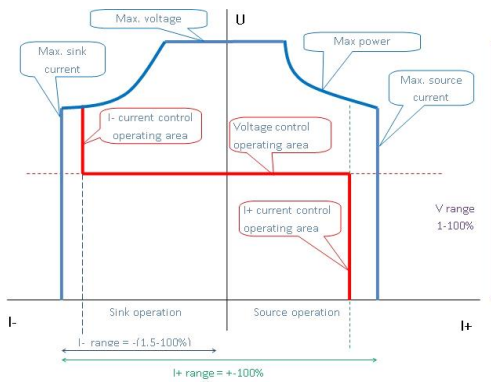 Max. voltage
U
Max. sink
current
Max power
Max. source
current
I- current control
operating area
Voltage control
operating area
I+ current control
operating area
V range
1-100%
Sink operation
Source operation
I-
I+
I- range = -(1.5-100%)
I+ range = +-100%